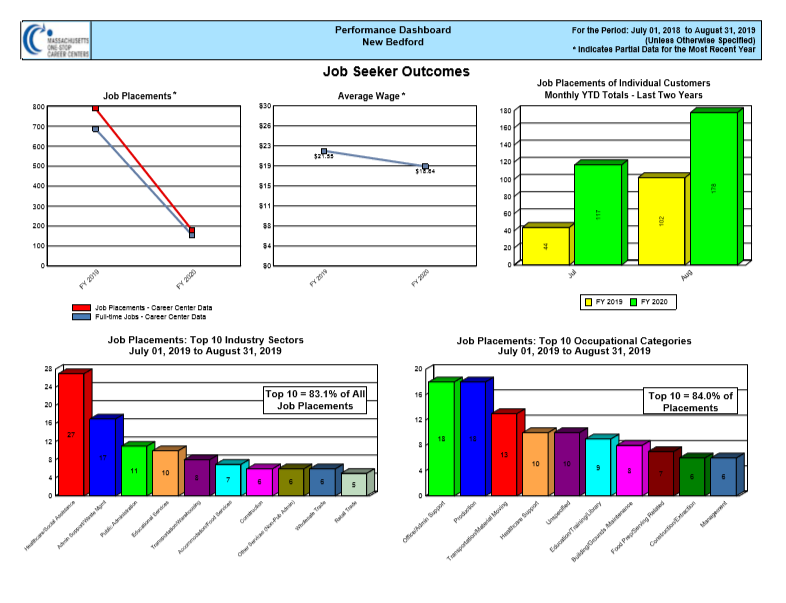 MASSACHUSETTS
ONE-STOP
CAREER CENTERS
Performance Dashboard
New Bedford
For the Period: July 01, 2018 to August 31, 2019
(Unless Otherwise Specified)
* Indicates Partial Data for the Most Recent Year
Job Seeker Outcomes
Job Placements *
800
700
600
500
400
300
200
100
0
FY 2019
FY 2020
Job Placements - Career Center Data
Full-time Jobs - Career Center Data
Average Wage *
$30
$26
$23
$19
$15
$11
$8
$4
$0
$21.55
$18.64
FY 2019
FY 2020
Job Placements of Individual Customers
Monthly YTD Totals - Last Two Years
180
160
140
120
100
80
60
40
20
0
44
117
102
178
Jul
Aug
FY 2019
FY 2020
Job Placements: Top 10 Industry Sectors
July 01, 2019 to August 31, 2019
Top 10 = 83.1% of All
Job Placements
28
24
20
16
12
8
4
0
27
17
11
10
8
7
6
6
6
5
Healthcare/Social Assistance
Admin Support/Waste Mgmt
Public Administration
Educational Services
Transportation/Warehousing
Accommodation/Food Services
Construction
Other Services (Non-Pub Admin)
Wholesale Trade
Retail Trade
Job Placements: Top 10 Occupational Categories
July 01, 2019 to August 31, 2019
Top 10 = 84.0% of
Placements
20
16
12
8
4
0
18
18
13
10
10
9
8
7
6
6
Office/Admin Support
Production
Transportation/Material Moving
Healthcare Support
Unspecified
Education/Training/Library
Building/Grounds /Maintenance
Food Prep/Serving Related
Construction/Extraction
Management